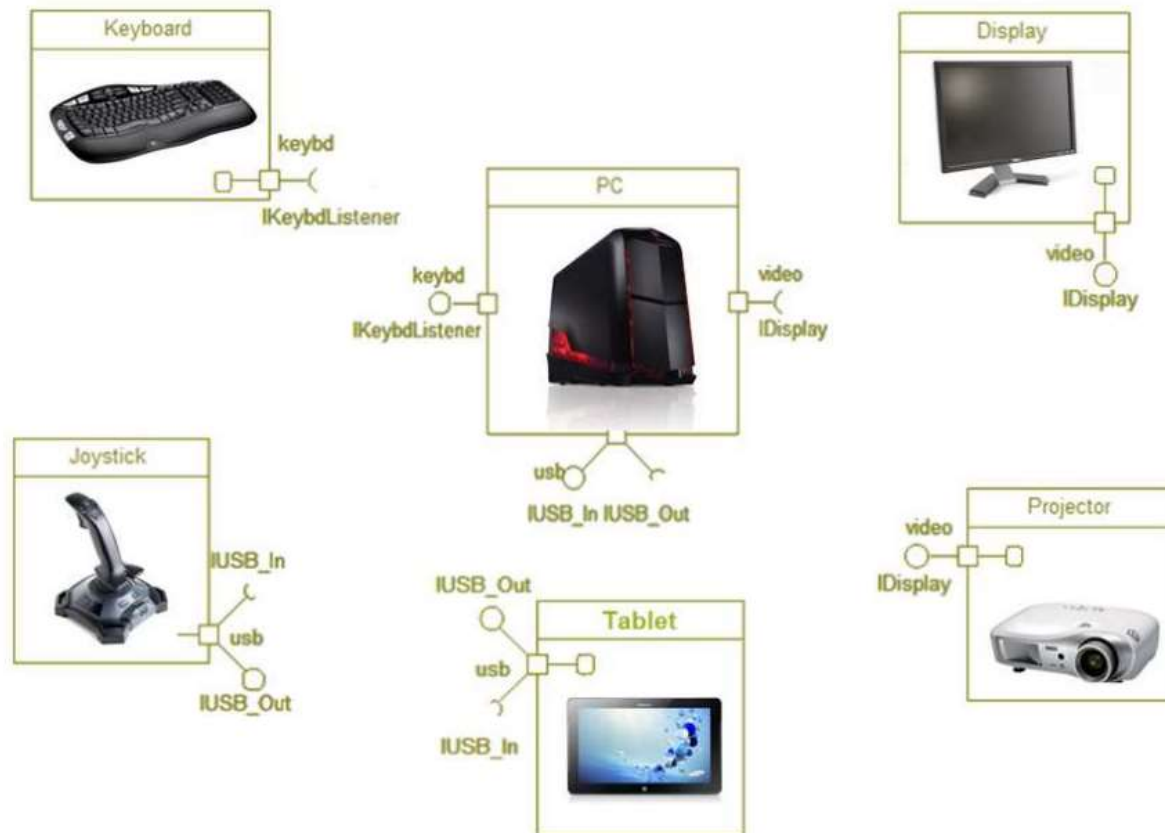 Keyboard
keybd
IKeybdListener
Display
video
IDisplay
PC
keybd
IKeybdListener
video
IDisplay
usb
IUSB_In IUSB_Out
Joystick
IUSB_In
usb
IUSB_Out
IUSB_Out
Tablet
usb
IUSB_In
Projector
video
IDisplay